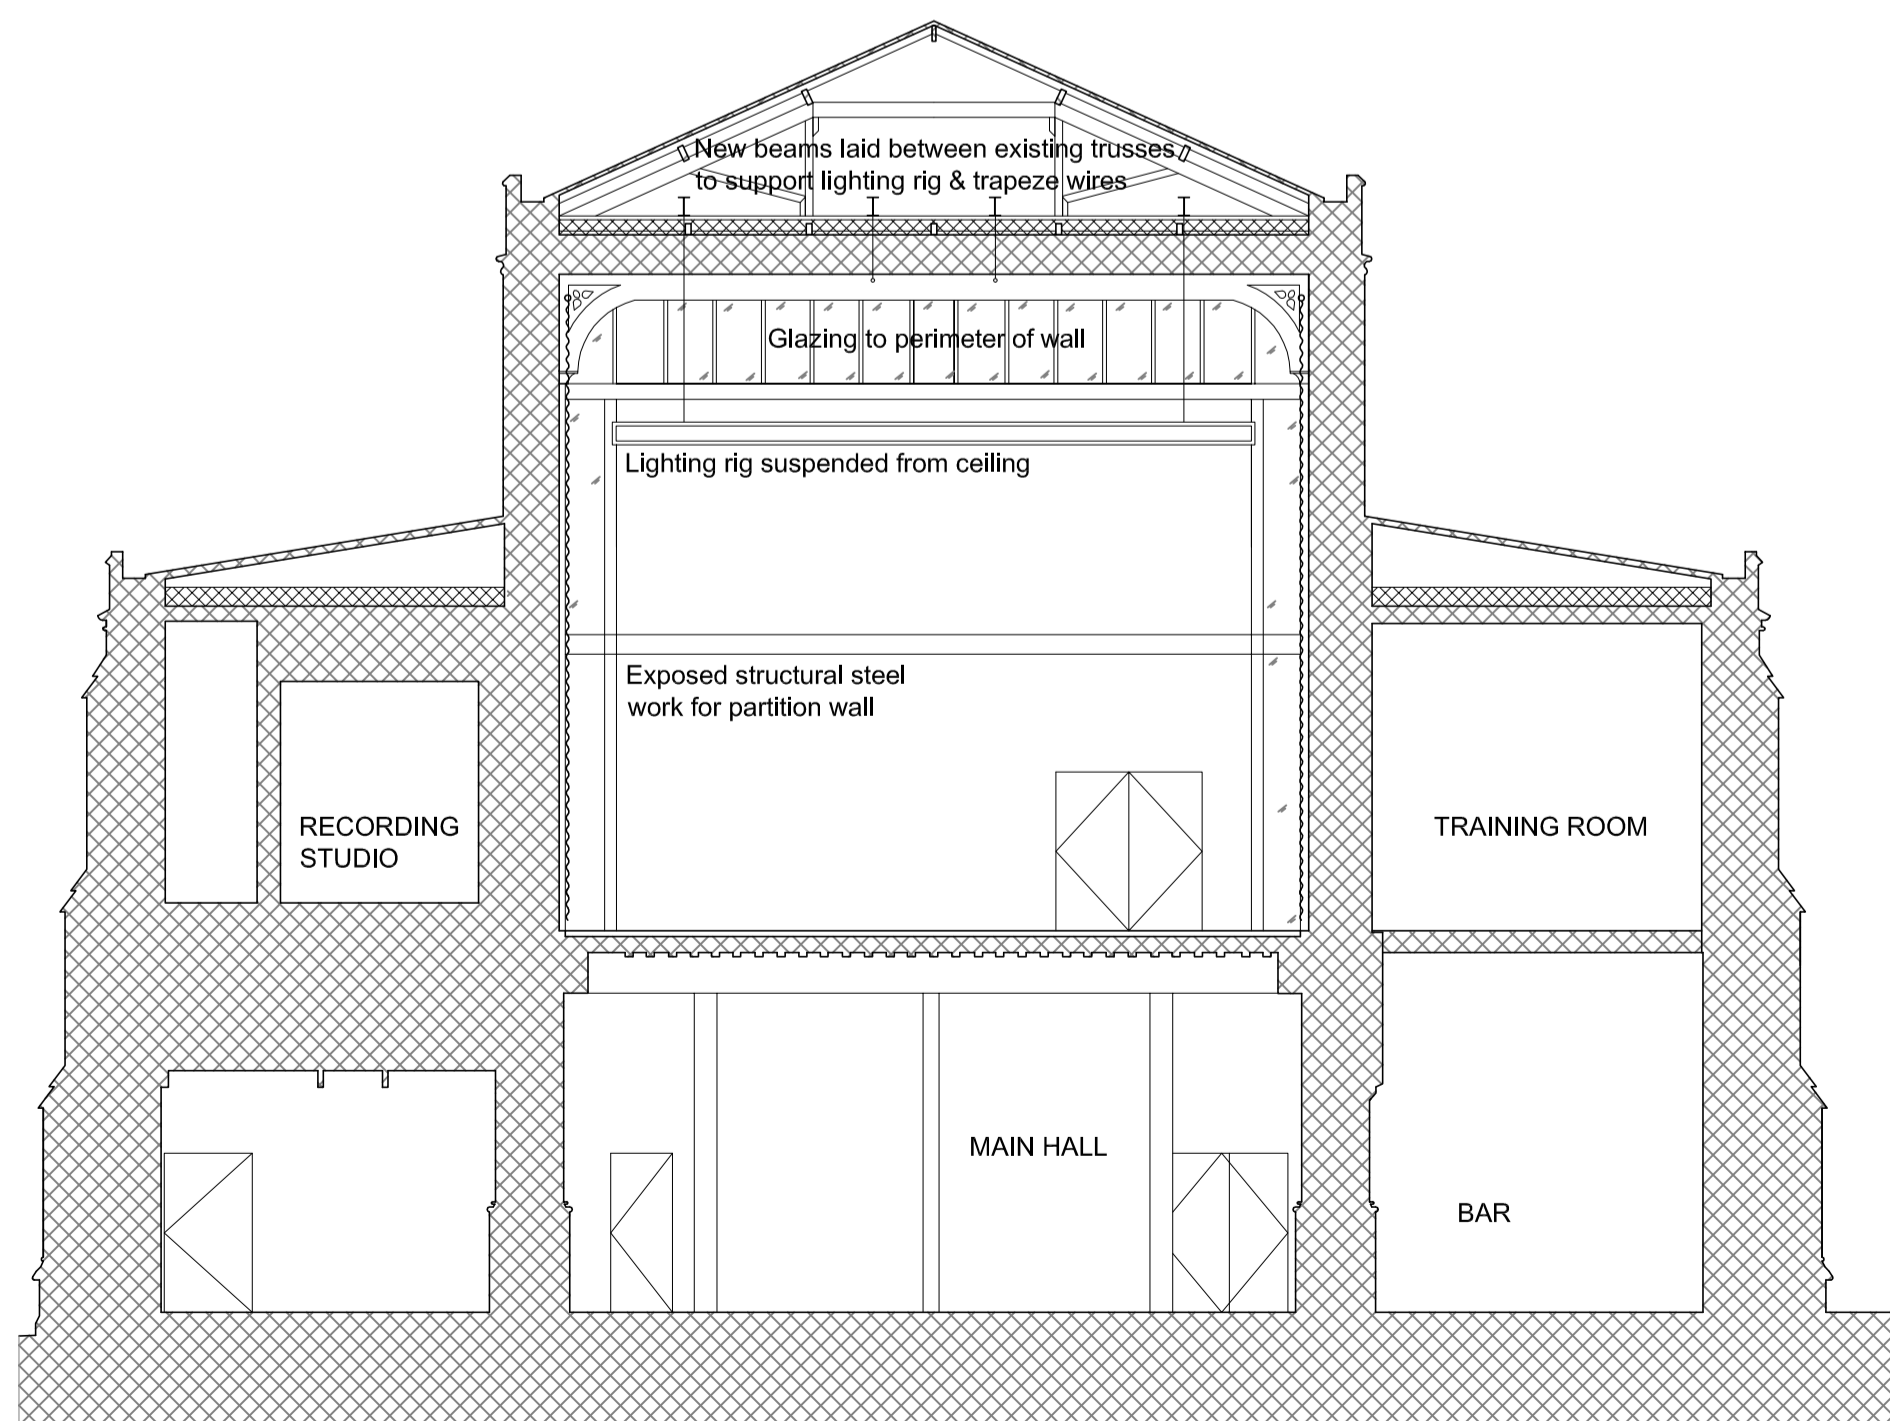 New beams laid between existing trusses
to support lighting rig & trapeze wires
Glazing to perimeter of wall
Lighting rig suspended from ceiling
Exposed structural steel
work for partition wall
RECORDING
STUDIO
TRAINING ROOM
MAIN HALL
BAR